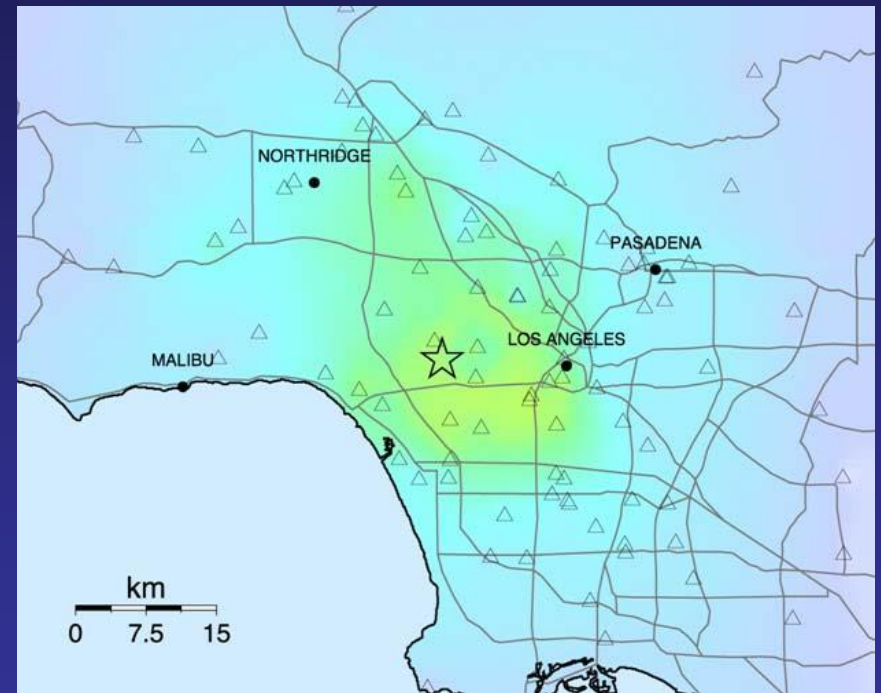 NORTHRIDGE
PASADENA
LOS ANGELES
MALIBU
km
0 7.5 15